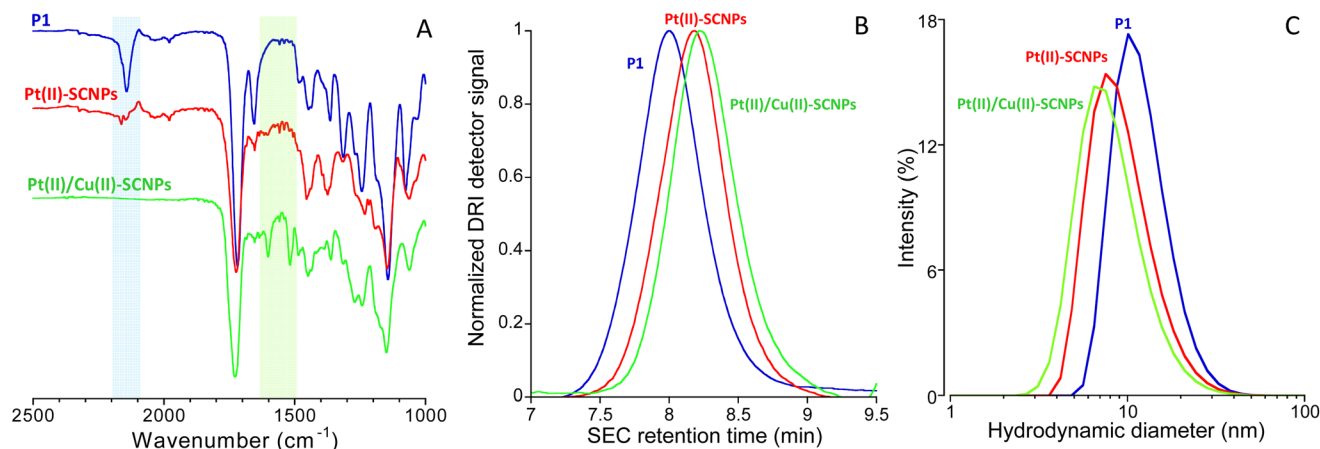 A
P1
Pt(II)-SCNPs
Pt(II)/Cu(II)-SCNPs
2500 2000 1500 1000
Wavenumber (cm⁻¹)
B
Pt(II)-SCNPs
P1
Pt(II)/Cu(II)-SCNPs
Normalized DRI detector signal
1
0.8
0.6
0.4
0.2
0
7 7.5 8 8.5 9 9.5
SEC retention time (min)
C
P1
Pt(II)-SCNPs
Pt(II)/Cu(II)-SCNPs
Intensity (%)
18
12
6
0
1 10 100
Hydrodynamic diameter (nm)